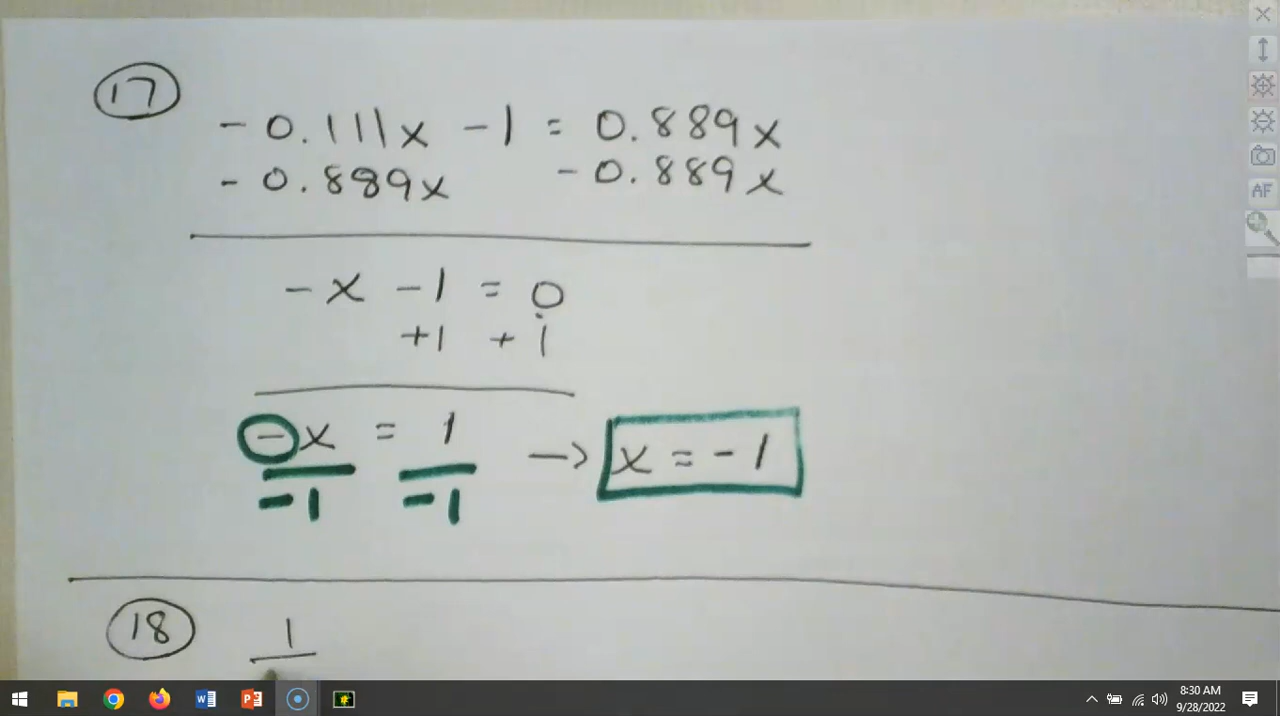 17
- 0.111x - 1 = 0.889x
- 0.889x - 0.889x
- x - 1 = 0
+1 + 1
- x = 1 → x = - 1
-1 -1
18 1
AF
8:30 AM
9/28/2022